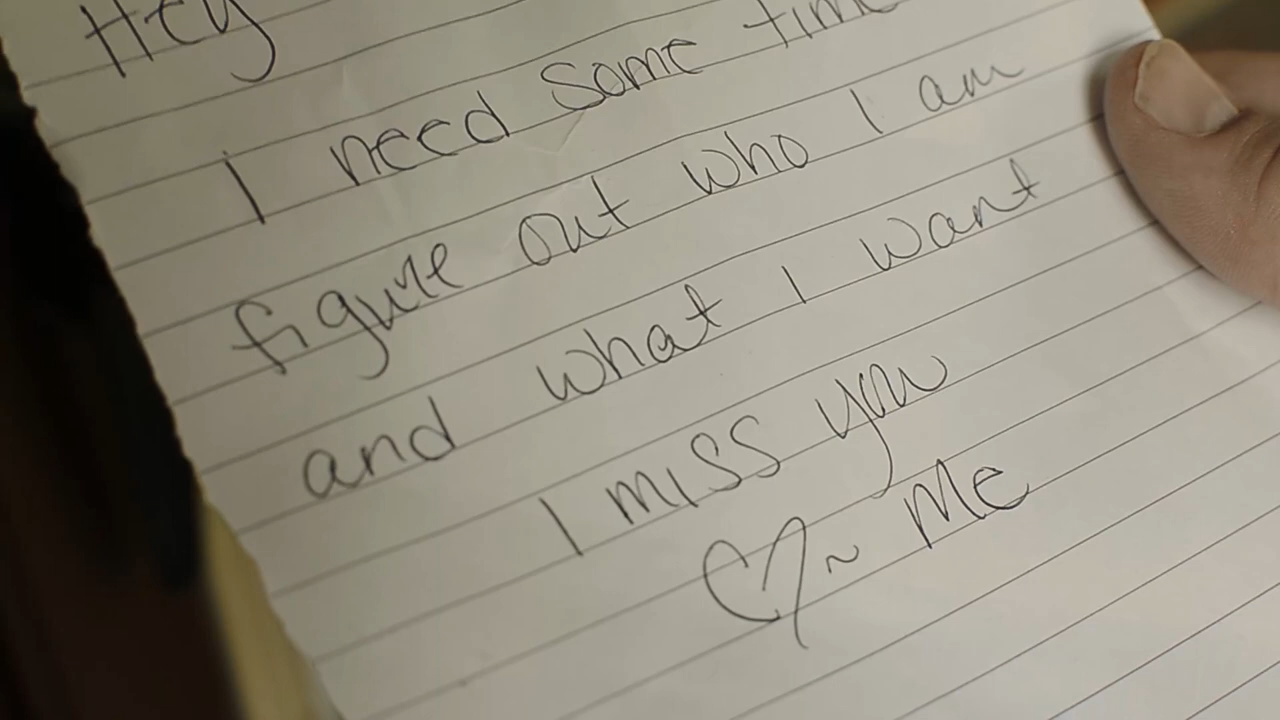 Hey
I need some time
figure out who I am
and what I want
I miss you
♡~ Me